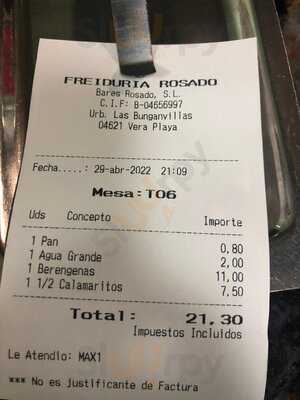 FREIDURIA ROSADO
Bares Rosado, S.L.
C.I.F: B-04656997
Urb. Las Bunganvillas
04621 Vera Playa
Fecha.....: 29-abr-2022 21:09
Mesa:T06
Uds Concepto Importe
1 Pan 0,80
1 Agua Grande 2,00
1 Berengenas 11,00
1 1/2 Calamaritos 7,50
Total: 21,30
Impuestos Incluidos
Le Atendio: MAX1
*** No es justificante de Factura